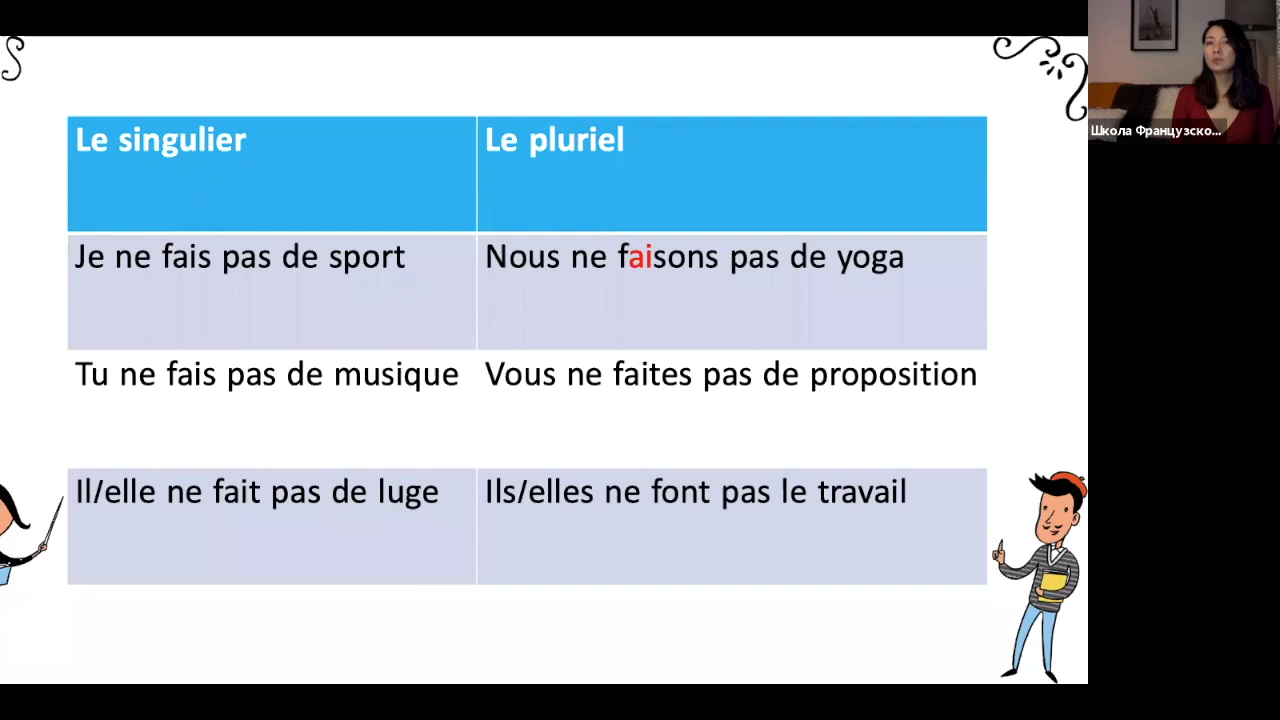 Le singulier
Le pluriel
Je ne fais pas de sport
Nous ne faisons pas de yoga
Tu ne fais pas de musique
Vous ne faites pas de proposition
Il/elle ne fait pas de luge
Ils/elles ne font pas le travail
Школа Французско...